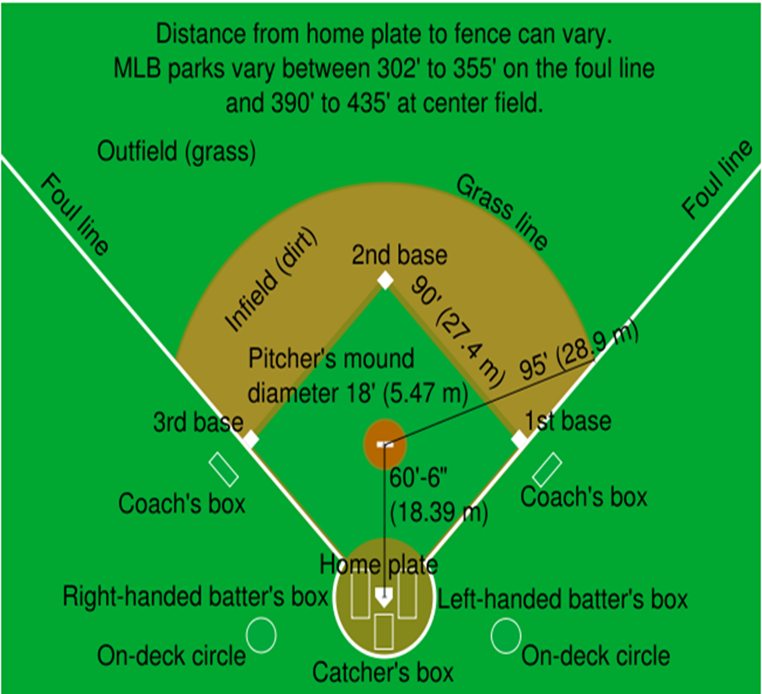 Distance from home plate to fence can vary.
MLB parks vary between 302' to 355' on the foul line
and 390' to 435' at center field.
Outfield (grass)
Foul line
Grass line
Foul line
Infield (dirt)
2nd base
90' (27.4 m)
95' (28.9 m)
Pitcher's mound
diameter 18' (5.47 m)
3rd base
1st base
Coach's box
60'-6"
(18.39 m)
Coach's box
Home plate
Right-handed batter's box
Left-handed batter's box
On-deck circle
Catcher's box
On-deck circle